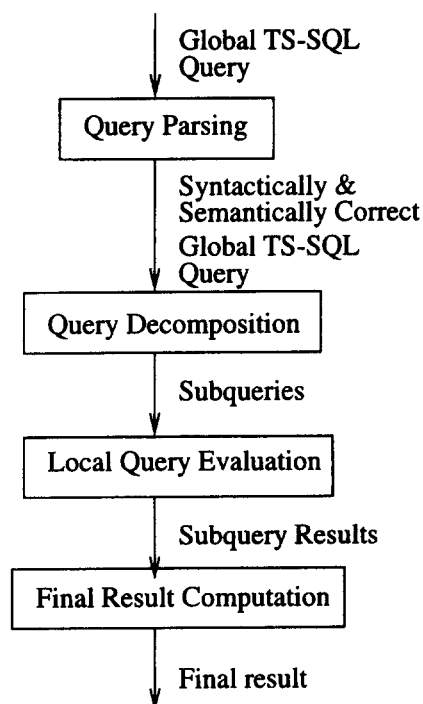 Global TS-SQL
Query
Query Parsing
Syntactically &
Semantically Correct
Global TS-SQL
Query
Query Decomposition
Subqueries
Local Query Evaluation
Subquery Results
Final Result Computation
Final result